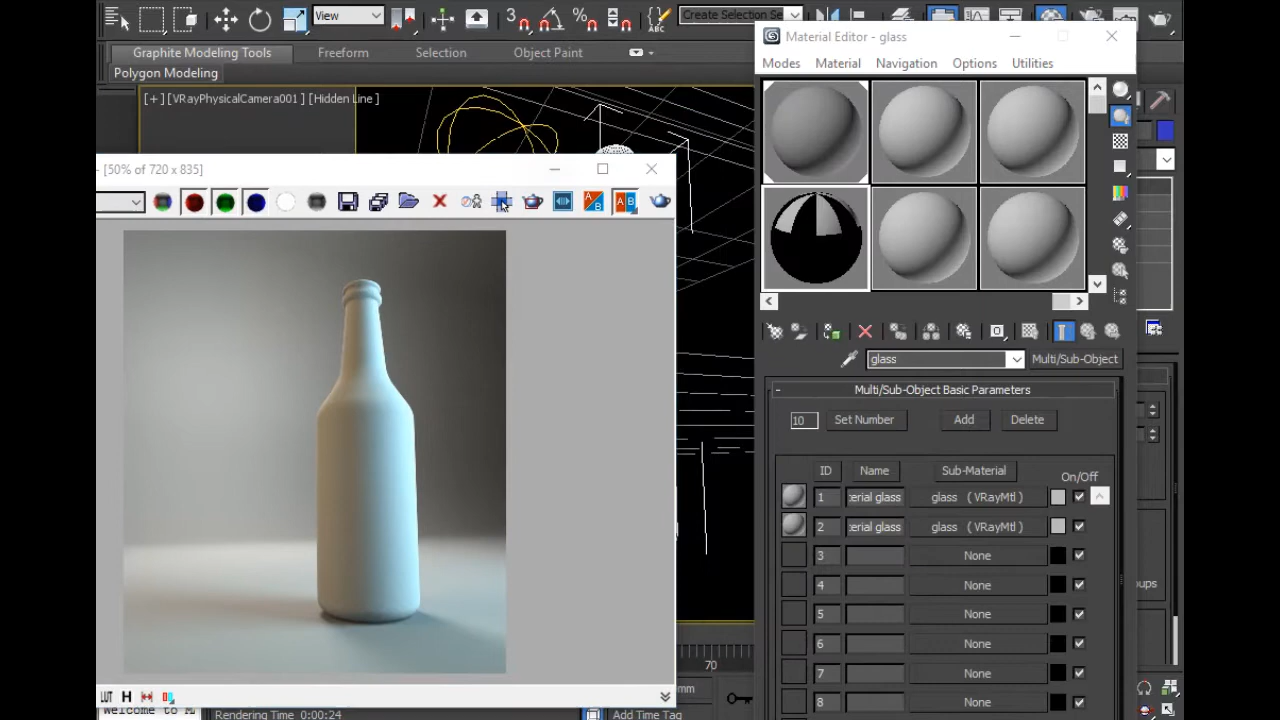 View
Create Selection Se
Graphite Modeling Tools
Freeform
Selection
Object Paint
Polygon Modeling
[ + ] [VRayPhysicalCamera001 ] [Hidden Line ]
- [50% of 720 x 835]
LUT
H
Rendering Time 0:00:24
Add Time Tag
70
mm
Material Editor - glass
Modes
Material
Navigation
Options
Utilities
glass
Multi/Sub-Object
- Multi/Sub-Object Basic Parameters
10
Set Number
Add
Delete
ID
Name
Sub-Material
On/Off
1 erial glass glass ( VRayMtl )
2 erial glass glass ( VRayMtl )
3 None
4 None
5 None
6 None
7 None
8 None
oups